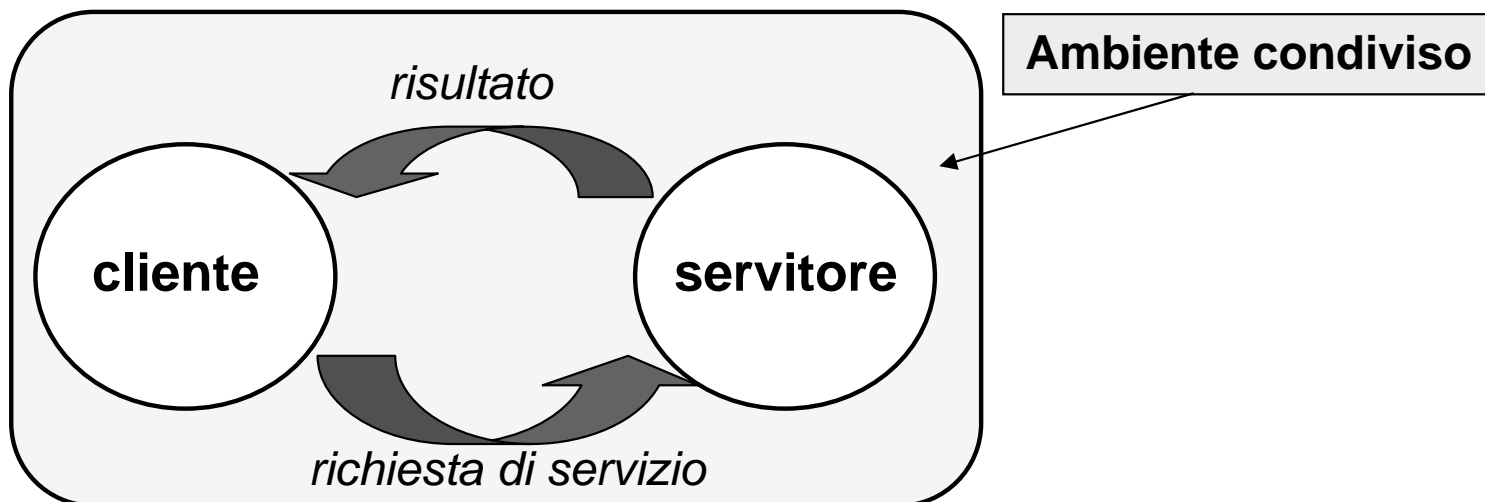 Ambiente condiviso
risultato
cliente
servitore
richiesta di servizio